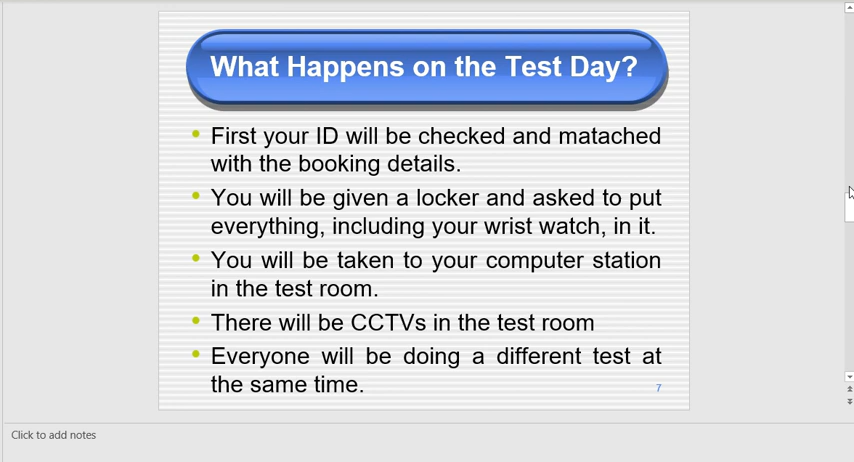 What Happens on the Test Day?
• First your ID will be checked and matached
with the booking details.
• You will be given a locker and asked to put
everything, including your wrist watch, in it.
• You will be taken to your computer station
in the test room.
• There will be CCTVs in the test room
• Everyone will be doing a different test at
the same time.
7
Click to add notes